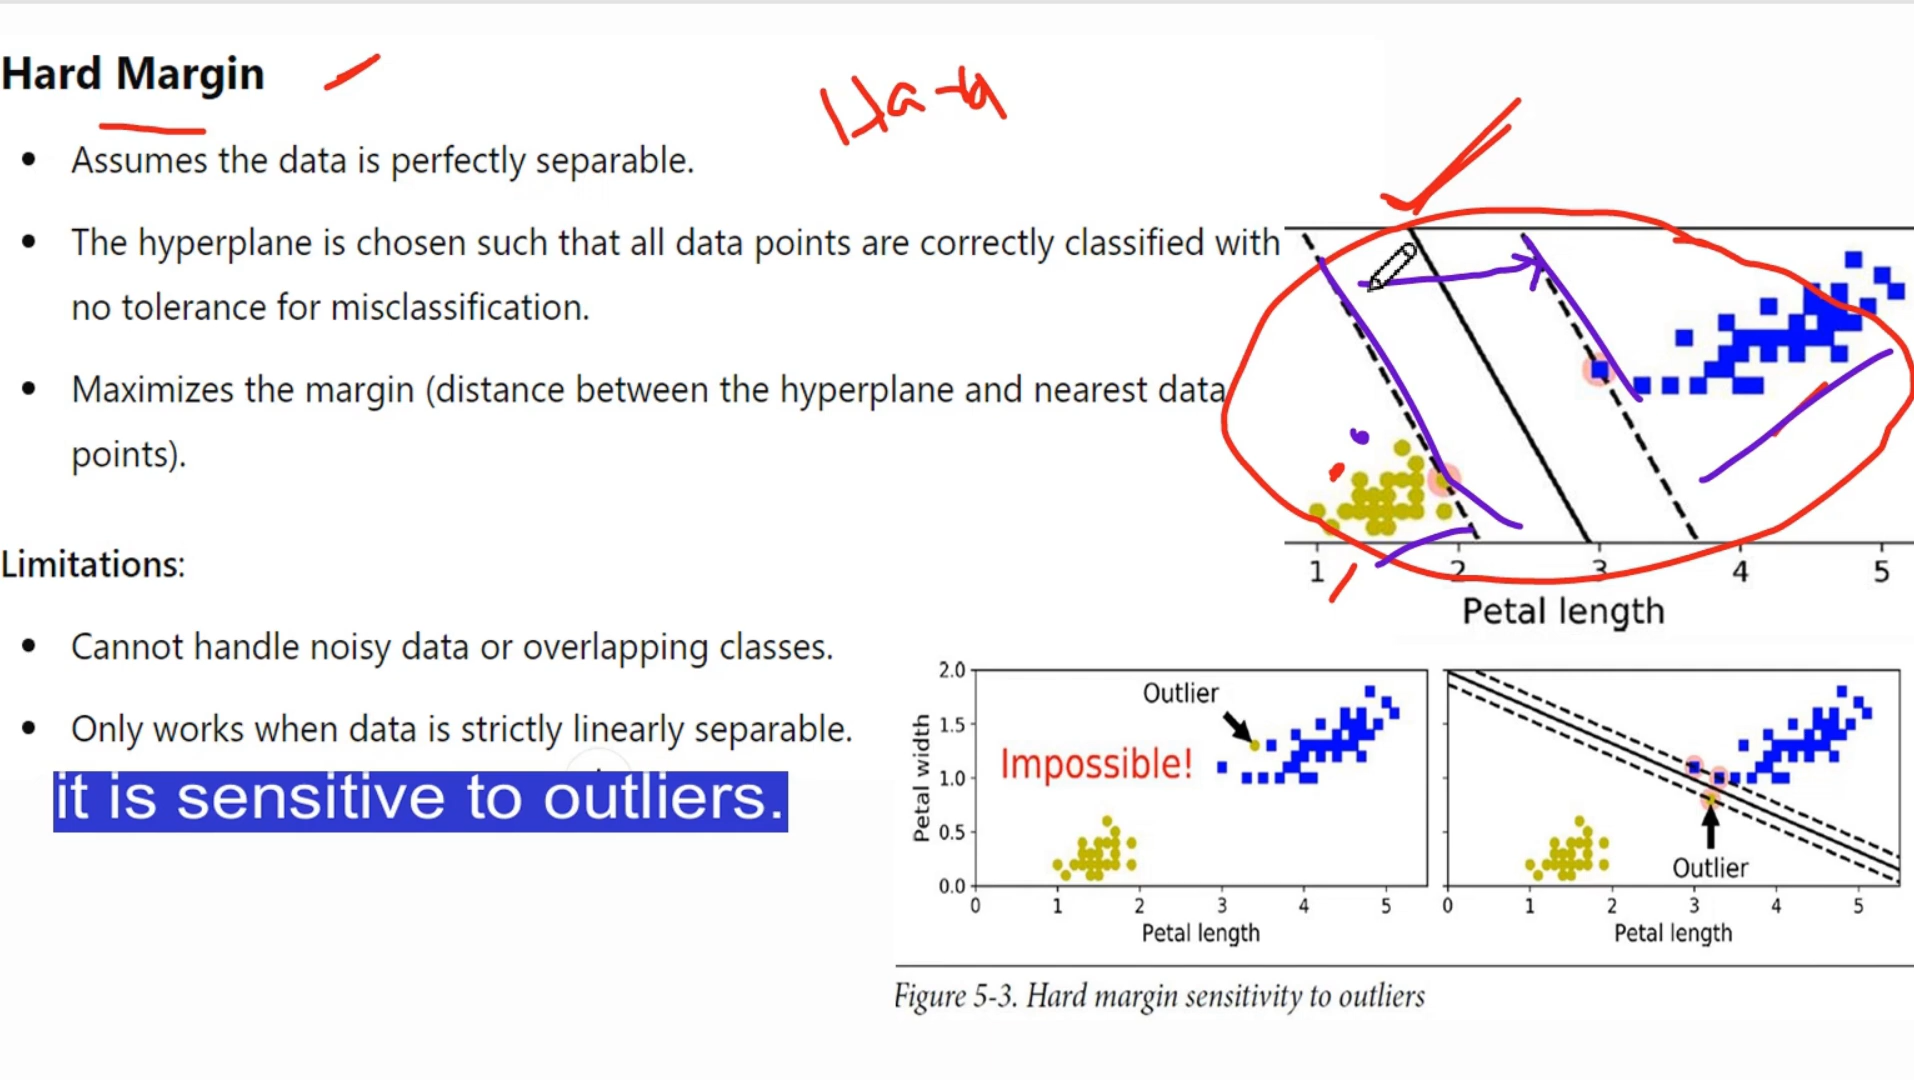 Hard Margin
• Assumes the data is perfectly separable.
• The hyperplane is chosen such that all data points are correctly classified with
no tolerance for misclassification.
• Maximizes the margin (distance between the hyperplane and nearest data
points).
Limitations:
• Cannot handle noisy data or overlapping classes.
• Only works when data is strictly linearly separable.
it is sensitive to outliers.
1 2 3 4 5
Petal length
Outlier
Impossible!
Petal width
2.0
1.5
1.0
0.5
0.0
0 1 2 3 4 5
Petal length
Outlier
0 1 2 3 4 5
Petal length
Figure 5-3. Hard margin sensitivity to outliers